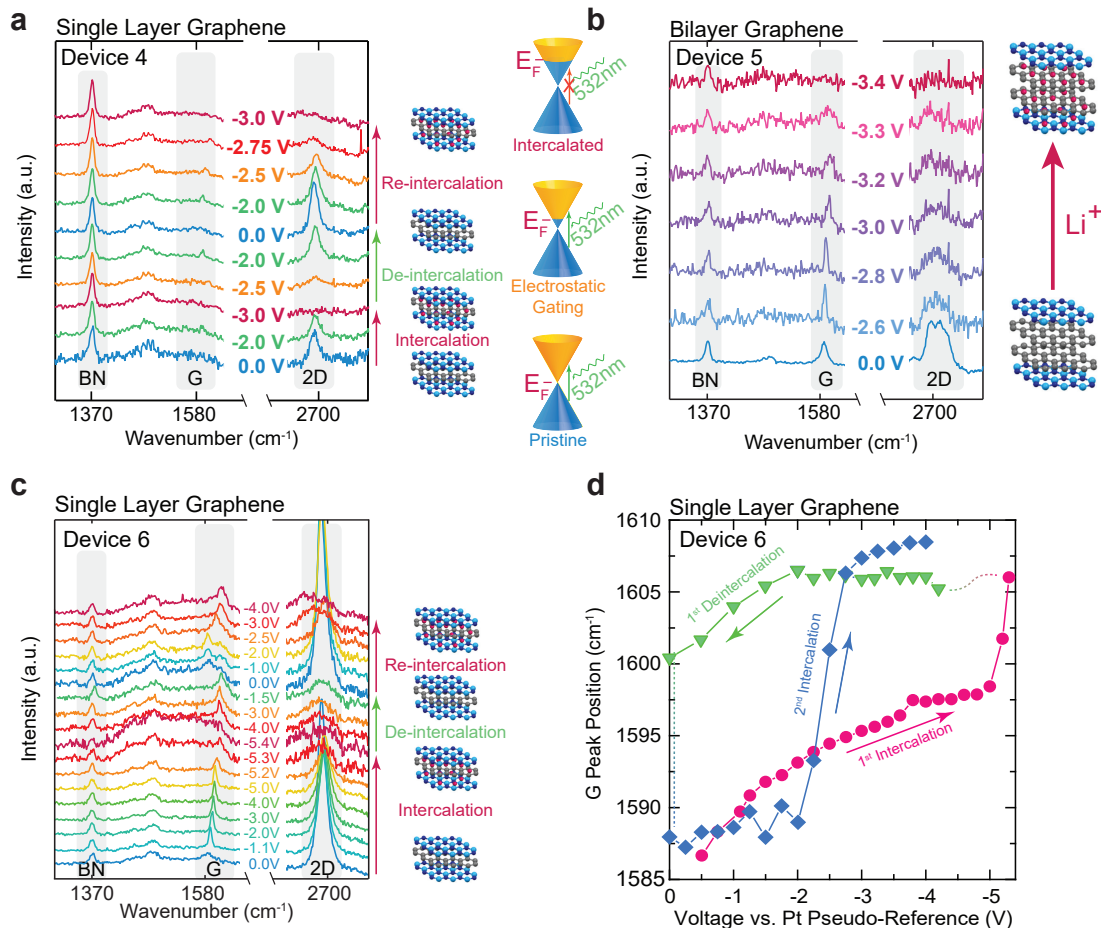 a
Single Layer Graphene
Device 4
Intensity (a.u.)
-3.0 V
-2.75 V
-2.5 V
-2.0 V
0.0 V
-2.0 V
-2.5 V
-3.0 V
-2.0 V
0.0 V
BN
G
2D
1370
1580
2700
Wavenumber (cm⁻¹)
Re-intercalation
De-intercalation
Intercalation
E_F
532nm
Intercalated
E_F
532nm
Electrostatic
Gating
E_F
532nm
Pristine
b
Bilayer Graphene
Device 5
Intensity (a.u.)
-3.4 V
-3.3 V
-3.2 V
-3.0 V
-2.8 V
-2.6 V
0.0 V
BN
G
2D
1370
1580
2700
Wavenumber (cm⁻¹)
Li⁺
c
Single Layer Graphene
Device 6
Intensity (a.u.)
-4.0V
-3.0V
-2.5V
-2.0V
-1.0V
0.0V
-1.5V
-3.0V
-4.0V
-5.4V
-5.3V
-5.2V
-5.0V
-4.0V
-3.0V
-2.0V
-1.1V
0.0V
BN
G
2D
1370
1580
2700
Wavenumber (cm⁻¹)
Re-intercalation
De-intercalation
Intercalation
d
Single Layer Graphene
Device 6
G Peak Position (cm⁻¹)
1610
1605
1600
1595
1590
1585
1ˢᵗ Deintercalation
2ⁿᵈ Intercalation
1ˢᵗ Intercalation
0
-1
-2
-3
-4
-5
Voltage vs. Pt Pseudo-Reference (V)